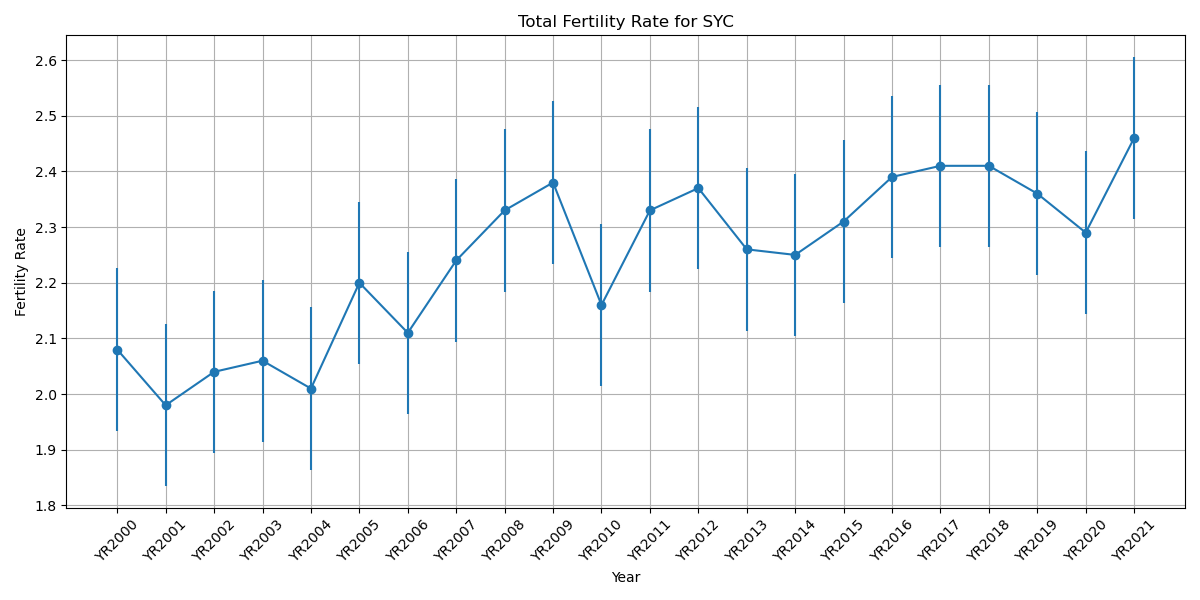 Total Fertility Rate for SYC
Fertility Rate
2.6
2.5
2.4
2.3
2.2
2.1
2.0
1.9
1.8
YR2000
YR2001
YR2002
YR2003
YR2004
YR2005
YR2006
YR2007
YR2008
YR2009
YR2010
YR2011
YR2012
YR2013
YR2014
YR2015
YR2016
YR2017
YR2018
YR2019
YR2020
YR2021
Year